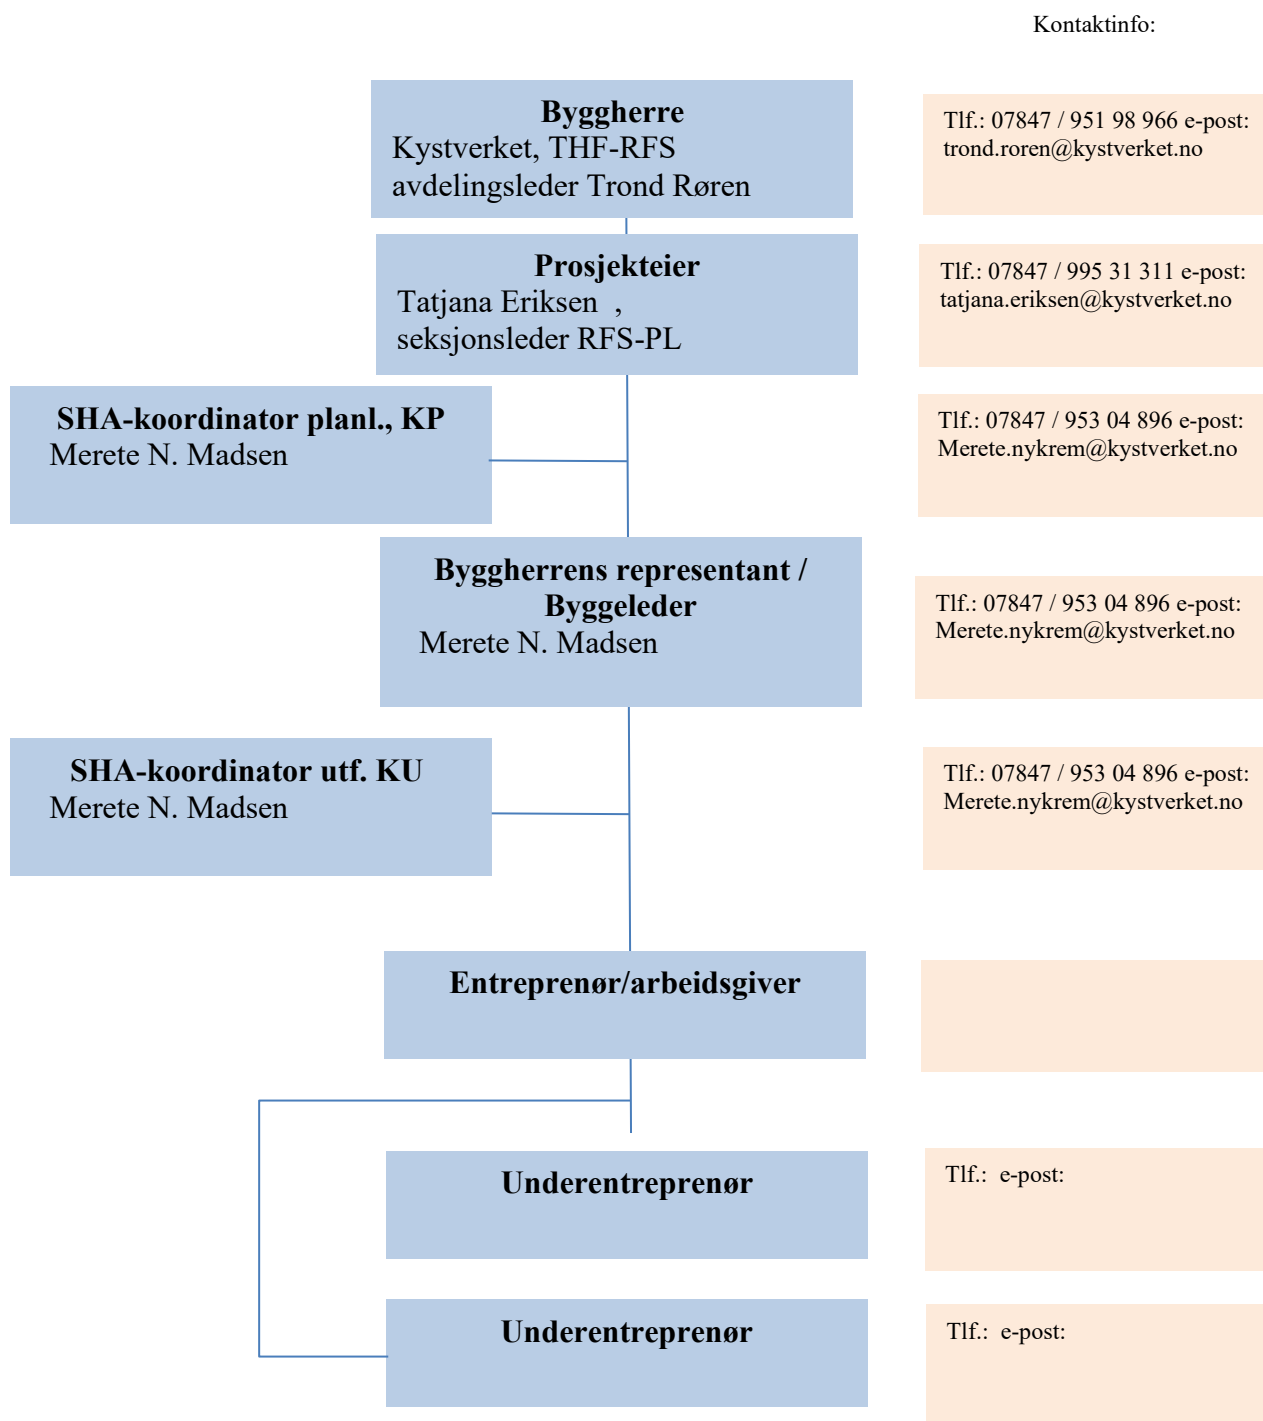 Kontaktinfo:
Byggherre
Kystverket, THF-RFS
avdelingsleder Trond Røren
Tlf.: 07847 / 951 98 966 e-post:
trond.roren@kystverket.no
Prosjekteier
Tatjana Eriksen  ,
seksjonsleder RFS-PL
Tlf.: 07847 / 995 31 311 e-post:
tatjana.eriksen@kystverket.no
SHA-koordinator planl., KP
Merete N. Madsen
Tlf.: 07847 / 953 04 896 e-post:
Merete.nykrem@kystverket.no
Byggherrens representant /
Byggeleder
Merete N. Madsen
Tlf.: 07847 / 953 04 896 e-post:
Merete.nykrem@kystverket.no
SHA-koordinator utf. KU
Merete N. Madsen
Tlf.: 07847 / 953 04 896 e-post:
Merete.nykrem@kystverket.no
Entreprenør/arbeidsgiver
Underentreprenør
Tlf.:  e-post:
Underentreprenør
Tlf.:  e-post: